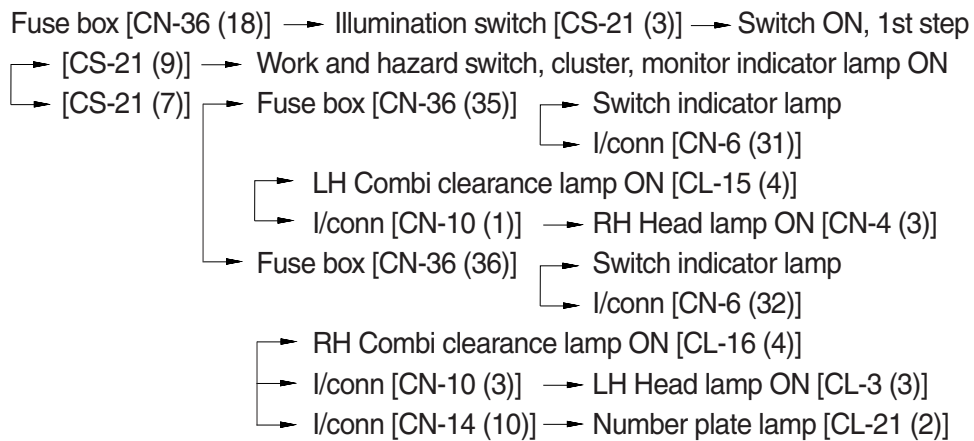 Fuse box [CN-36 (18)] → Illumination switch [CS-21 (3)] → Switch ON, 1st step
→ [CS-21 (9)] → Work and hazard switch, cluster, monitor indicator lamp ON
→ [CS-21 (7)] → Fuse box [CN-36 (35)] → Switch indicator lamp
→ I/conn [CN-6 (31)]
→ LH Combi clearance lamp ON [CL-15 (4)]
→ I/conn [CN-10 (1)] → RH Head lamp ON [CN-4 (3)]
→ Fuse box [CN-36 (36)] → Switch indicator lamp
→ I/conn [CN-6 (32)]
→ RH Combi clearance lamp ON [CL-16 (4)]
→ I/conn [CN-10 (3)] → LH Head lamp ON [CL-3 (3)]
→ I/conn [CN-14 (10)] → Number plate lamp [CL-21 (2)]